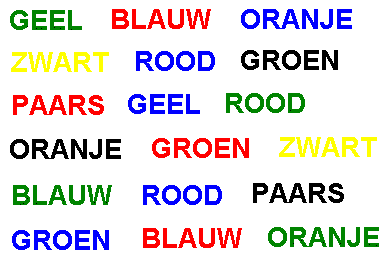 GEEL BLAUW ORANJE
ZWART ROOD GROEN
PAARS GEEL ROOD
ORANJE GROEN ZWART
BLAUW ROOD PAARS
GROEN BLAUW ORANJE